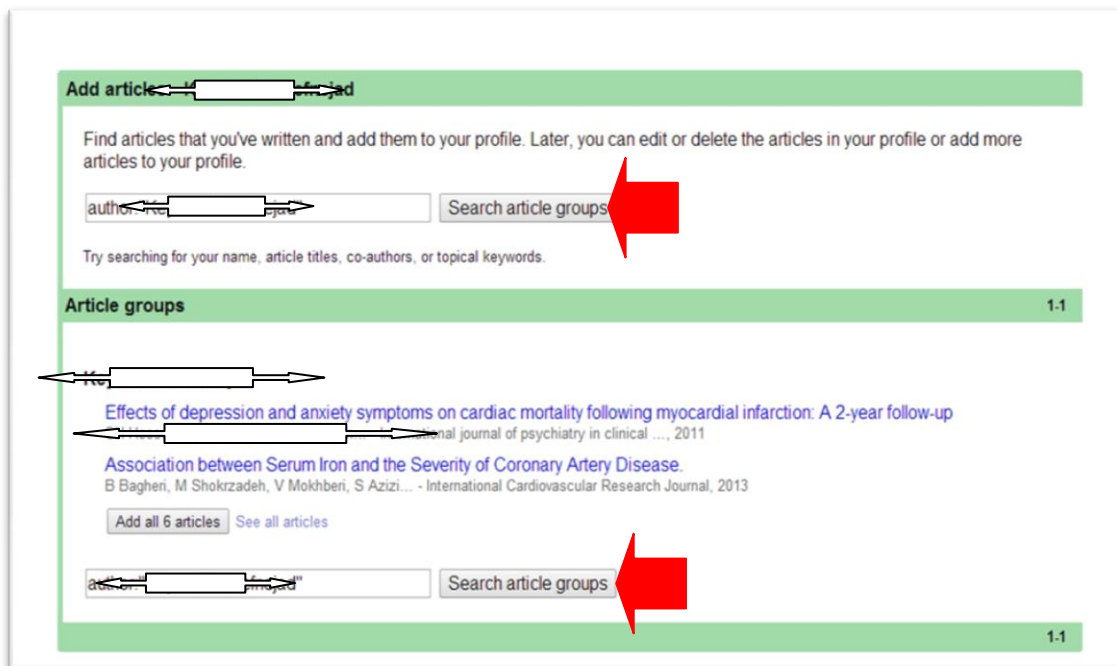 Add articles
Find articles that you've written and add them to your profile. Later, you can edit or delete the articles in your profile or add more
articles to your profile.
Search article groups
Try searching for your name, article titles, co-authors, or topical keywords.
Article groups 1-1
Effects of depression and anxiety symptoms on cardiac mortality following myocardial infarction: A 2-year follow-up
journal of psychiatry in clinical ..., 2011
Association between Serum Iron and the Severity of Coronary Artery Disease.
B Bagheri, M Shokrzadeh, V Mokhberi, S Azizi... - International Cardiovascular Research Journal, 2013
Add all 6 articles See all articles
Search article groups
1-1